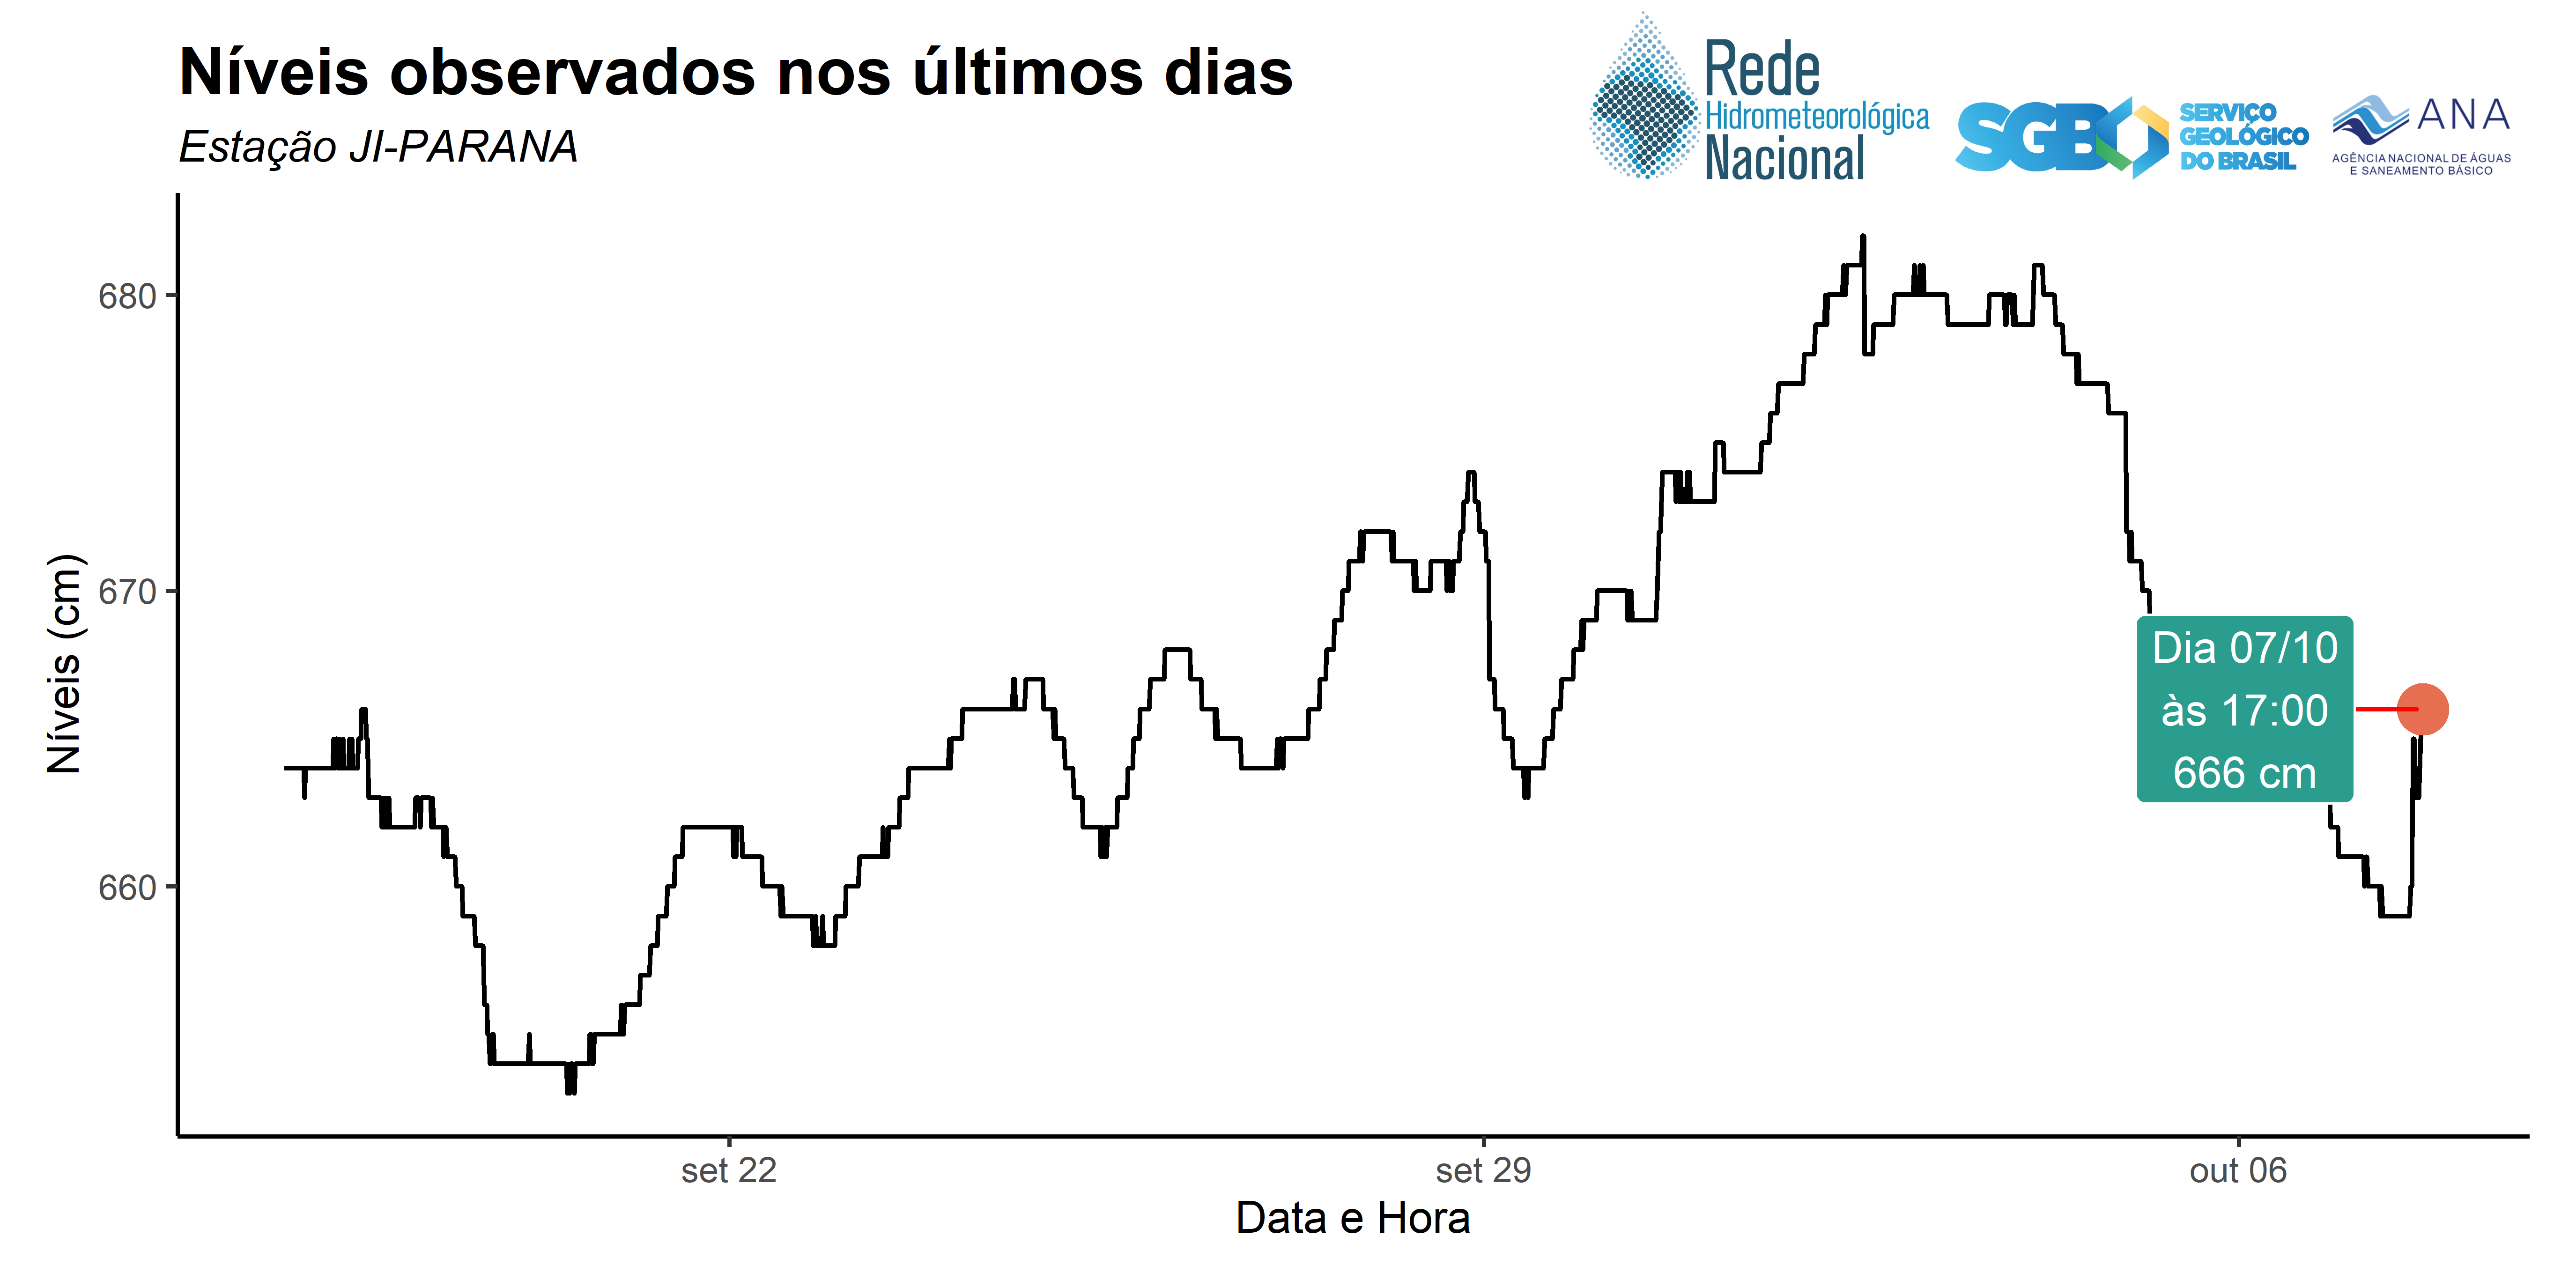 Níveis observados nos últimos dias
Estação JI-PARANA
Rede
Hidrometeorológica
Nacional
SGB
SERVIÇO
GEOLÓGICO
DO BRASIL
ANA
AGÊNCIA NACIONAL DE ÁGUAS
E SANEAMENTO BÁSICO
Níveis (cm)
680
670
660
Dia 07/10
às 17:00
666 cm
set 22
set 29
out 06
Data e Hora